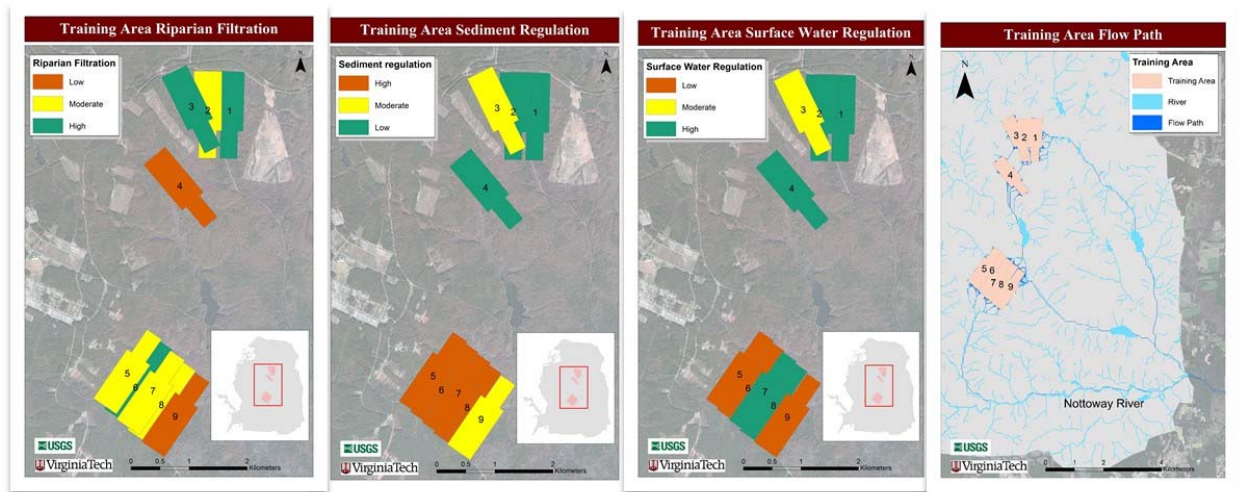 Training Area Riparian Filtration
Riparian Filtration
Low
Moderate
High
N
3
2
1
4
5
6
7
8
9
USGS
VirginiaTech
0 0.5 1 2
Kilometers
Training Area Sediment Regulation
Sediment regulation
High
Moderate
Low
N
3
2
1
4
5
6
7
8
9
USGS
VirginiaTech
0 0.5 1 2
Kilometers
Training Area Surface Water Regulation
Surface Water Regulation
Low
Moderate
High
N
3
2
1
4
5
6
7
8
9
USGS
VirginiaTech
0 0.5 1 2
Kilometers
Training Area Flow Path
N
Training Area
Training Area
River
Flow Path
3 2 1
4
5 6
7 8 9
Nottoway River
USGS
VirginiaTech
0 1 2 4
Kilometers